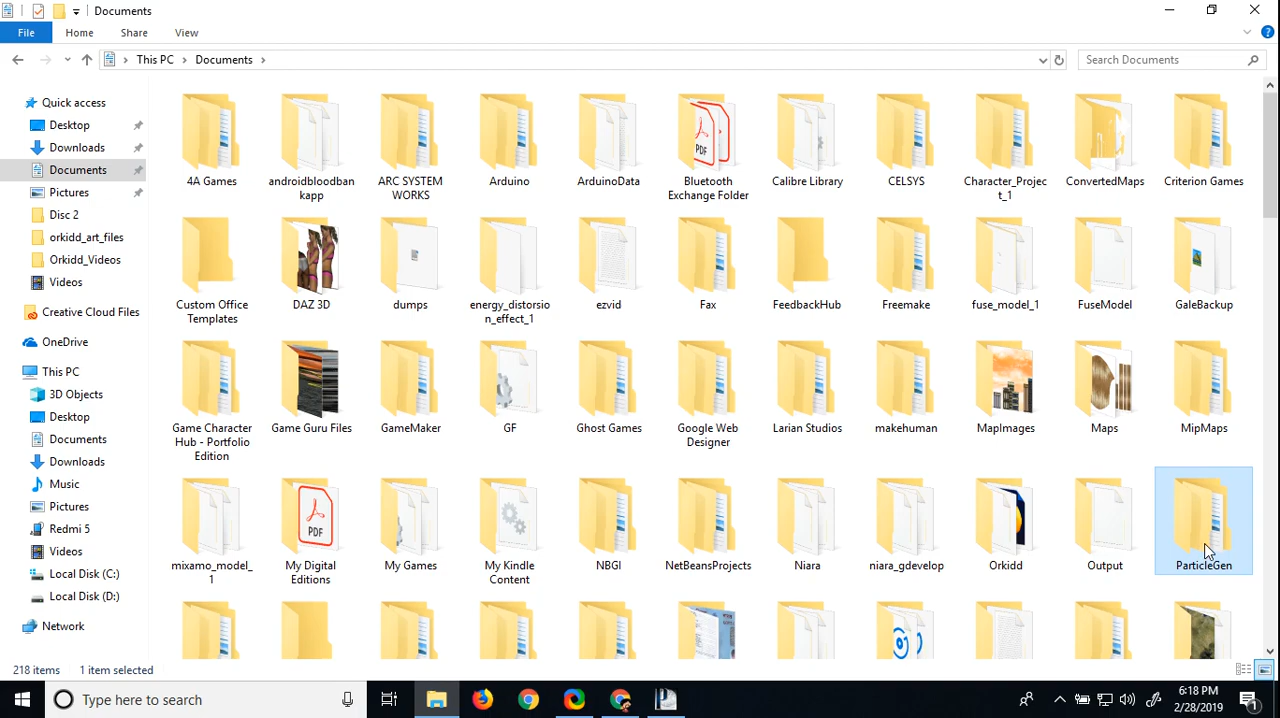 Documents
File Home Share View
This PC Documents
Search Documents
Quick access
Desktop
Downloads
Documents
Pictures
Disc 2
orkidd_art_files
Orkidd_Videos
Videos
Creative Cloud Files
OneDrive
This PC
3D Objects
Desktop
Documents
Downloads
Music
Pictures
Redmi 5
Videos
Local Disk (C:)
Local Disk (D:)
Network
4A Games
androidbloodban
kapp
ARC SYSTEM
WORKS
Arduino
ArduinoData
PDF
Bluetooth
Exchange Folder
Calibre Library
CELSYS
Character_Projec
t_1
ConvertedMaps
Criterion Games
Custom Office
Templates
DAZ 3D
dumps
energy_distorsio
n_effect_1
ezvid
Fax
FeedbackHub
Freemake
fuse_model_1
FuseModel
GaleBackup
Game Character
Hub - Portfolio
Edition
Game Guru Files
GameMaker
GF
Ghost Games
Google Web
Designer
Larian Studios
makehuman
MapImages
Maps
MipMaps
mixamo_model_
1
PDF
My Digital
Editions
My Games
My Kindle
Content
NBGI
NetBeansProjects
Niara
niara_gdevelop
Orkidd
Output
ParticleGen
218 items 1 item selected
Type here to search
6:18 PM
2/28/2019
1